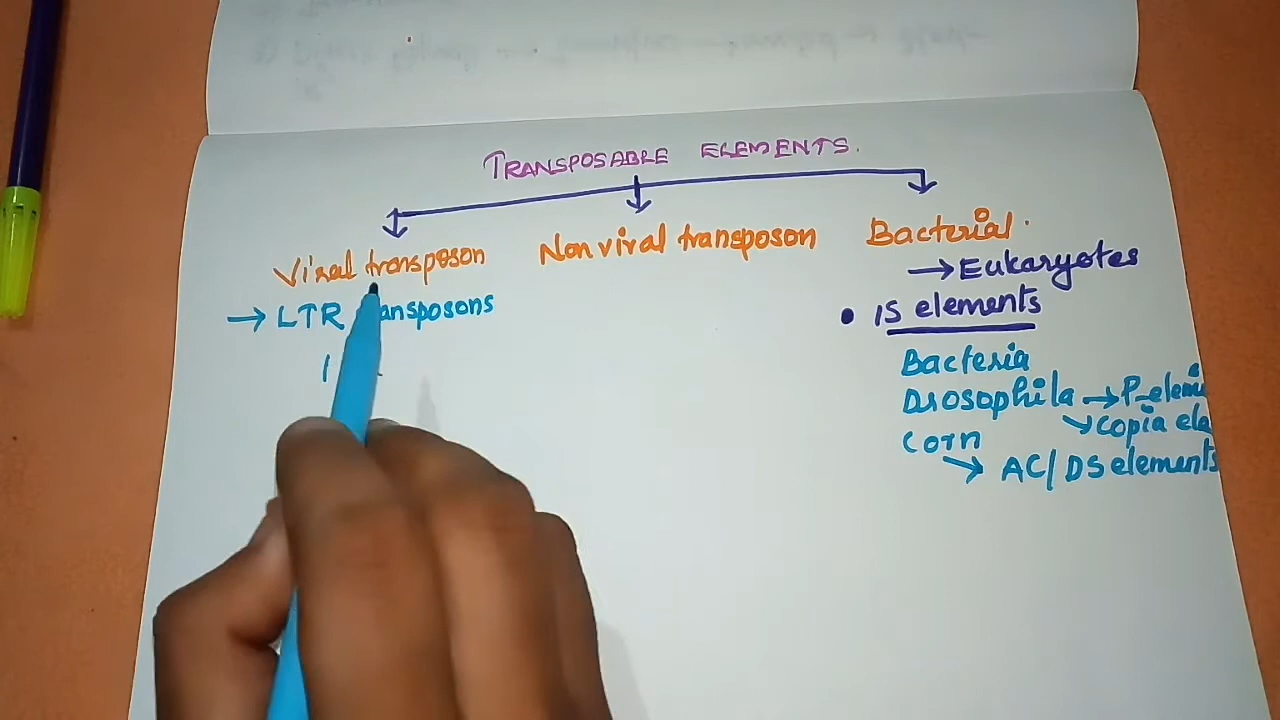 TRANSPOSABLE ELEMENTS.
Viral transposon
→ LTR
Non viral transposon
Bacterial.
→ Eukaryotes
• IS elements
Bacteria
Drosophila → P-elem
→ Copia ele
Corn
→ AC/DS elements